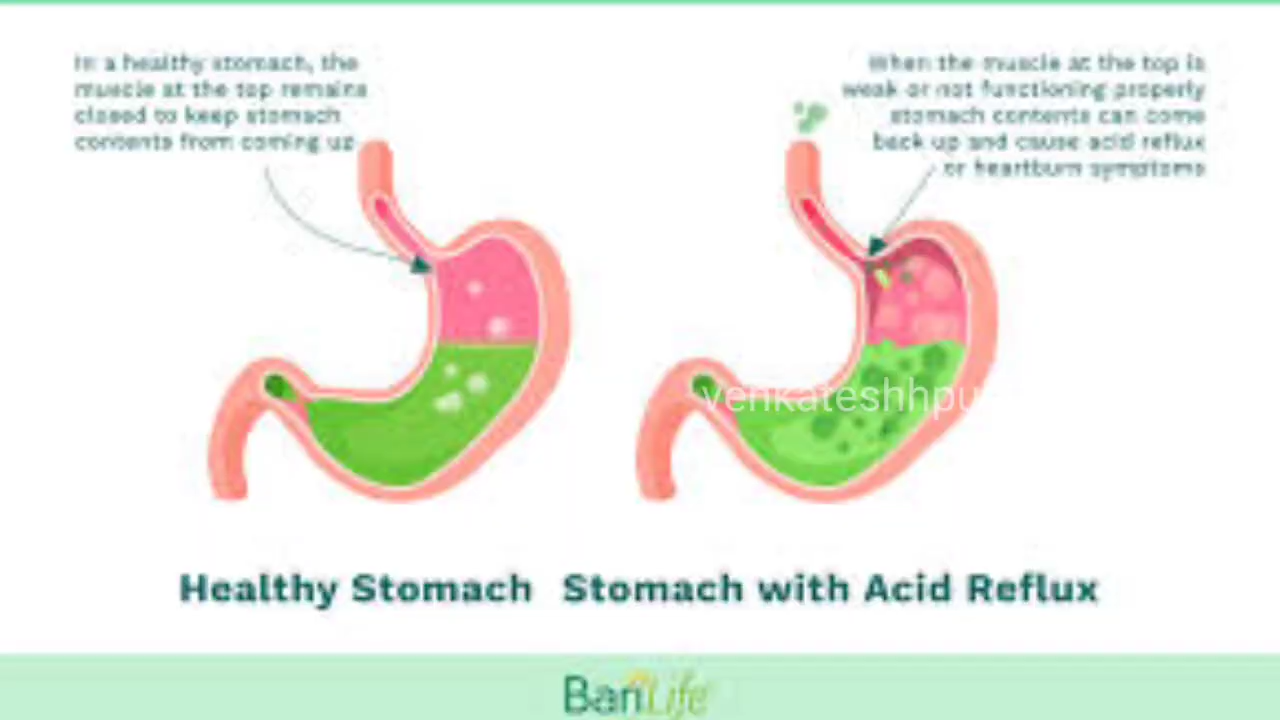 In a healthy stomach, the
muscle at the top remains
closed to keep stomach
contents from coming up
When the muscle at the top is
weak or not functioning properly
stomach contents can come
back up and cause acid reflux
or heartburn symptoms
venkateshhpu
Healthy Stomach
Stomach with Acid Reflux
BariLife